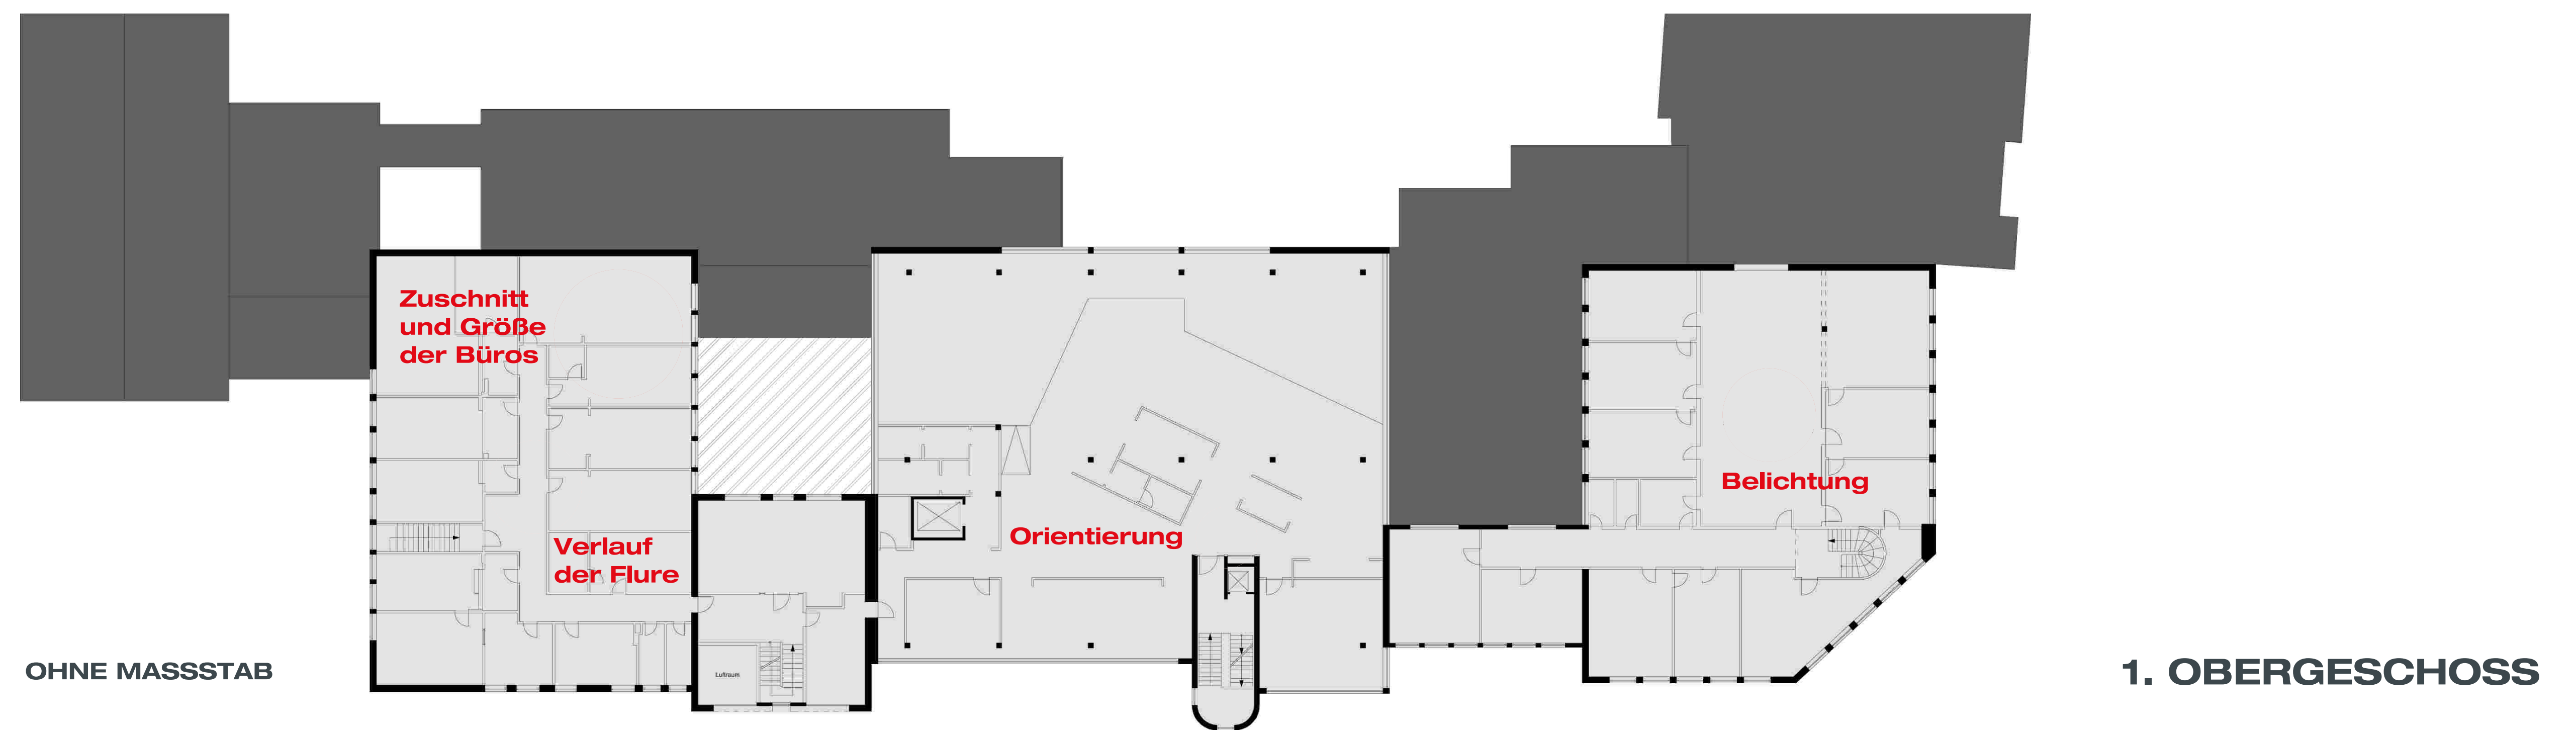 Zuschnitt
und Größe
der Büros
Verlauf
der Flure
Orientierung
Belichtung
Luftraum
OHNE MASSSTAB
1. OBERGESCHOSS